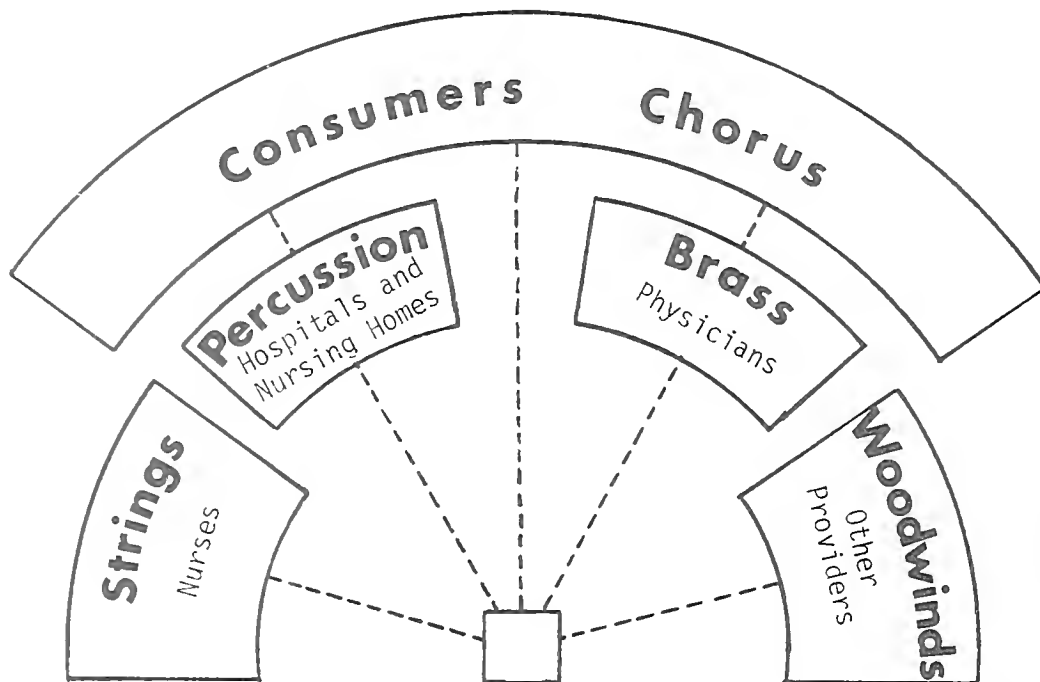 Consumers Chorus
Percussion
Hospitals and
Nursing Homes
Brass
Physicians
Strings
Nurses
Woodwinds
Other
Providers